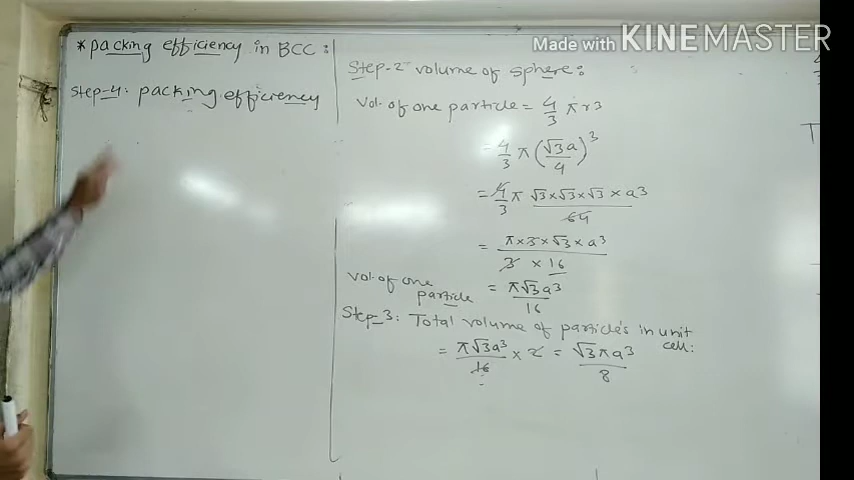 Made with KINEMASTER
*packing efficiency in BCC:
Step-4: packing efficiency
Step-2 volume of sphere:
Vol. of one particle = 4/3 π r3
= 4/3 π (√3a/4)^3
= 4/3 π √3×√3×√3 × a3/64
= π×3×√3×a3/3 × 16
Vol. of one particle = π√3a3/16
Step-3: Total volume of particle's in unit cell:
= π√3a3/16 × 2 = √3πa3/8